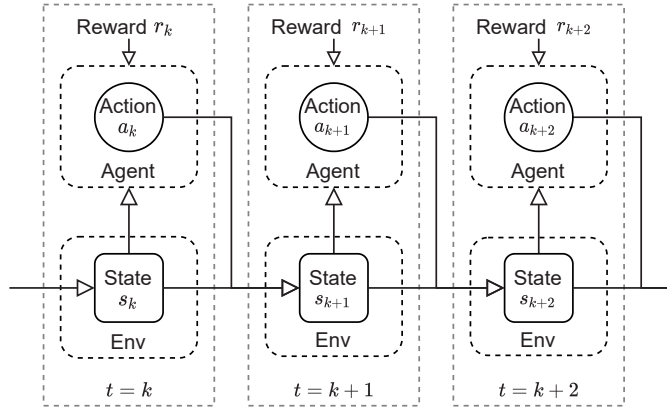 Reward r_k
Reward r_{k+1}
Reward r_{k+2}
Action
a_k
Action
a_{k+1}
Action
a_{k+2}
Agent
Agent
Agent
State
s_k
State
s_{k+1}
State
s_{k+2}
Env
Env
Env
t = k
t = k + 1
t = k + 2